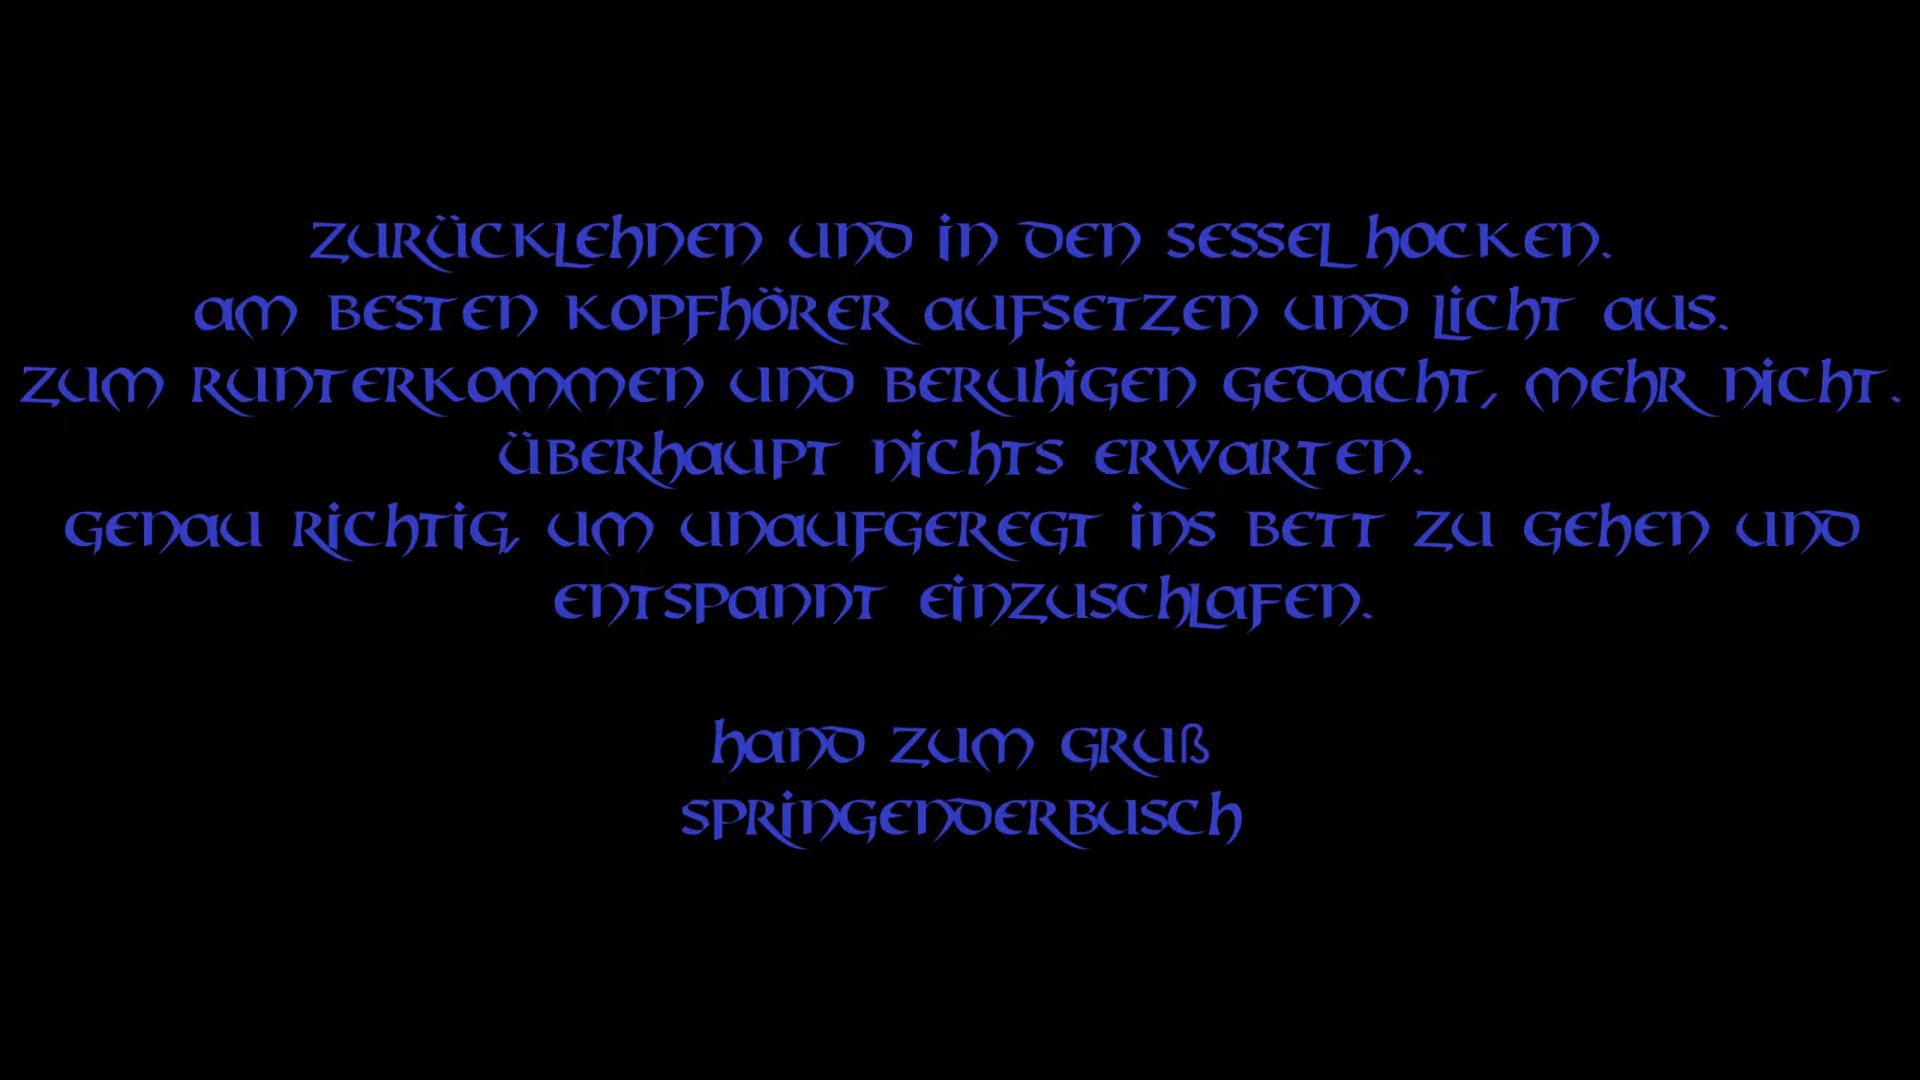 Zurücklehnen und in den Sessel hocken.
Am besten Kopfhörer aufsetzen und Licht aus.
Zum Runterkommen und Beruhigen gedacht, mehr nicht.
Überhaupt nichts erwarten.
Genau richtig, um unaufgeregt ins Bett zu gehen und
entspannt einzuschlafen.
Hand zum Gruß
springenderbusch